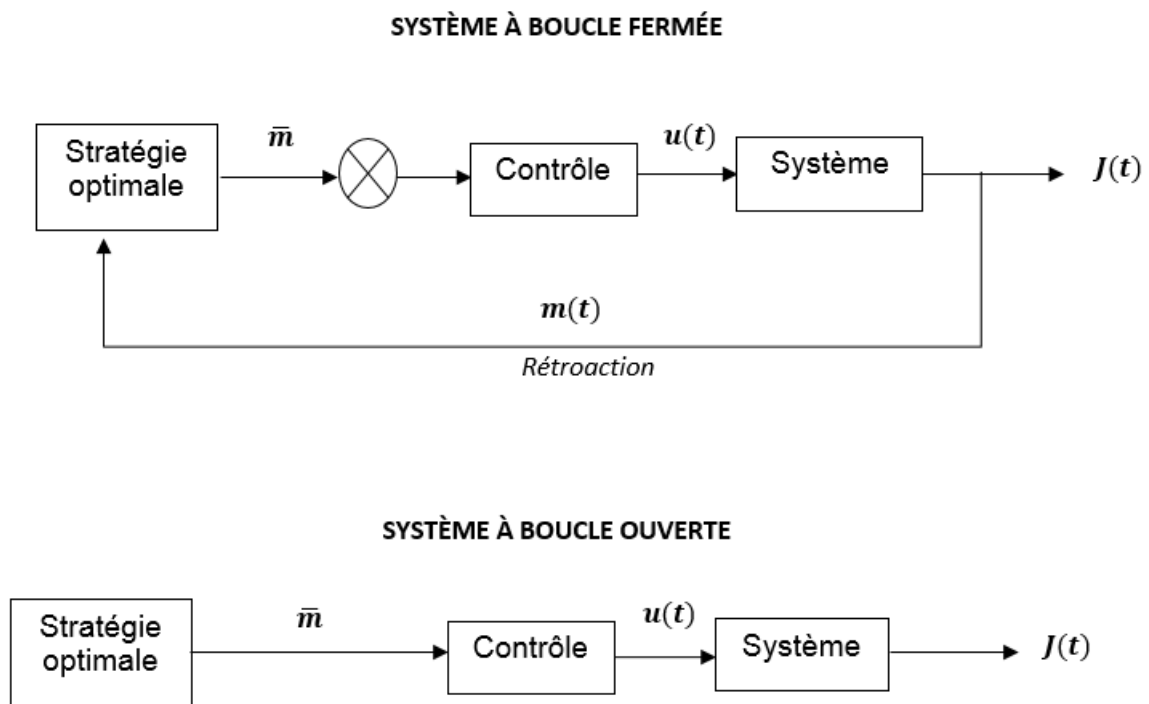 SYSTÈME À BOUCLE FERMÉE
Stratégie
optimale
m̄
Contrôle
u(t)
Système
J(t)
m(t)
Rétroaction
SYSTÈME À BOUCLE OUVERTE
Stratégie
optimale
m̄
Contrôle
u(t)
Système
J(t)